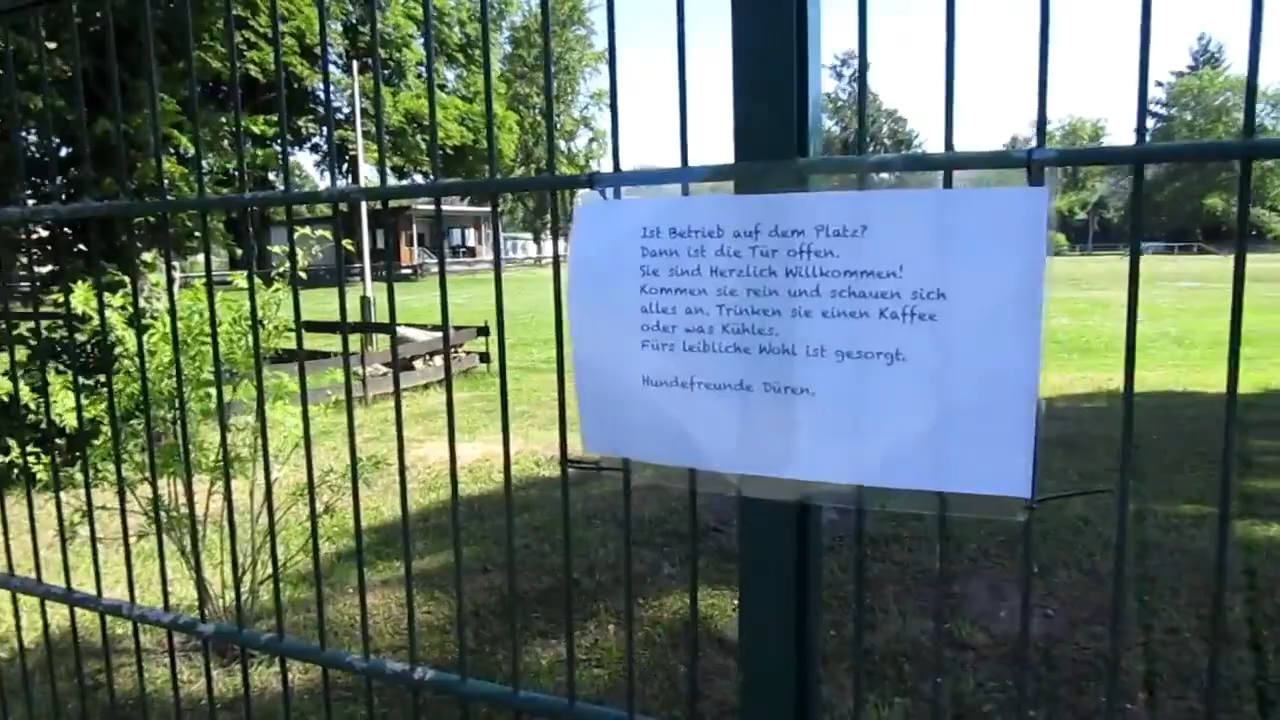 Ist Betrieb auf dem Platz?
Dann ist die Tür offen.
Sie sind Herzlich Willkommen!
Kommen sie rein und schauen sich
alles an. Trinken sie einen Kaffee
oder was Kühles.
Fürs leibliche Wohl ist gesorgt.
Hundefreunde Düren.